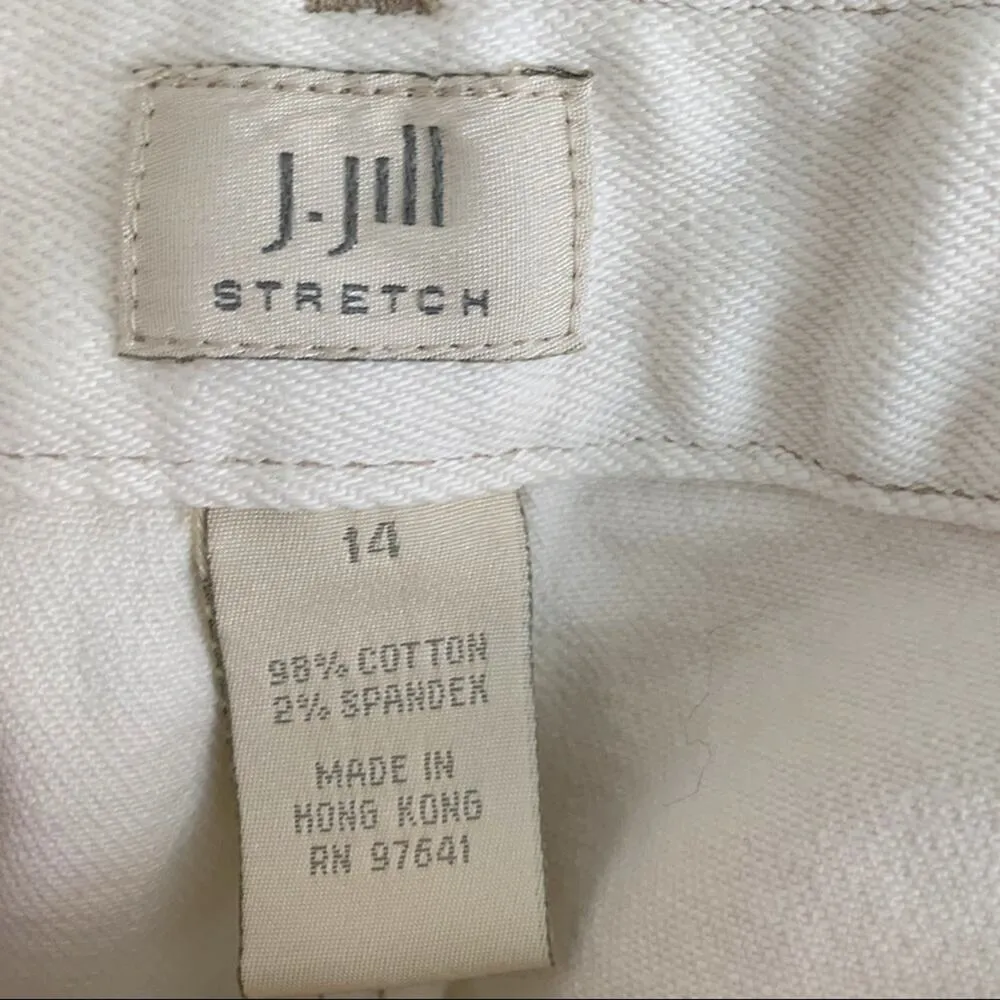 J.Jill
STRETCH
14
98% COTTON
2% SPANDEX
MADE IN
HONG KONG
RN 97641